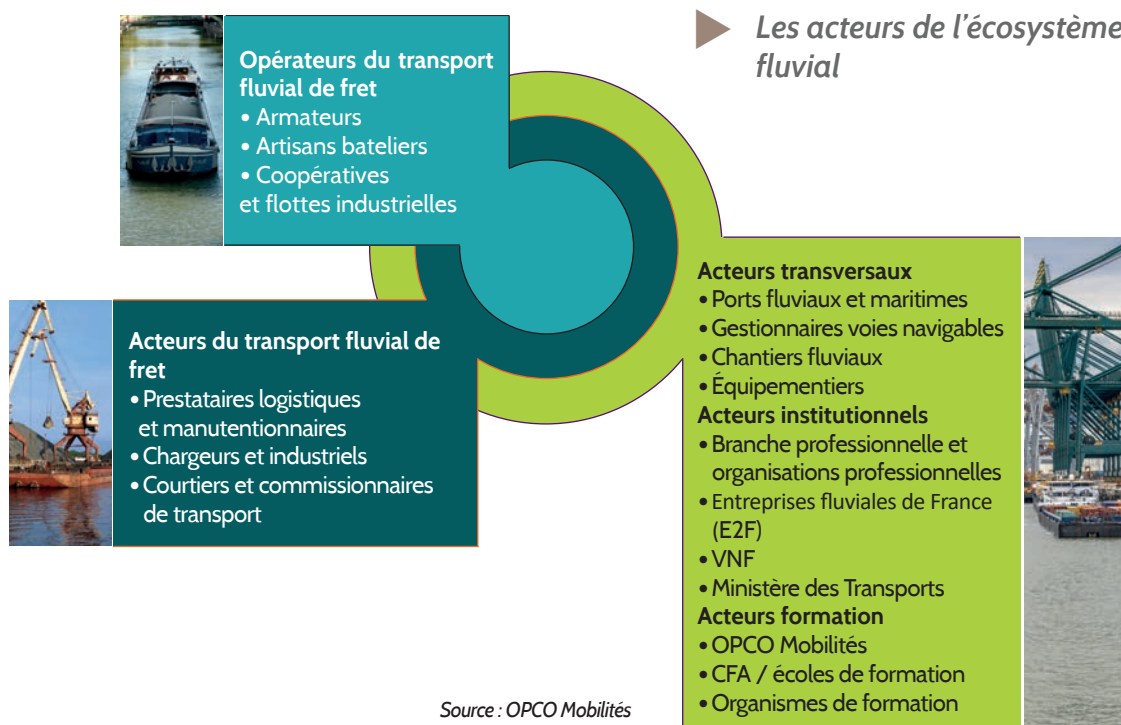 Les acteurs de l'écosystème
fluvial
Opérateurs du transport
fluvial de fret
• Armateurs
• Artisans bateliers
• Coopératives
et flottes industrielles
Acteurs du transport fluvial de
fret
• Prestataires logistiques
et manutentionnaires
• Chargeurs et industriels
• Courtiers et commissionnaires
de transport
Acteurs transversaux
• Ports fluviaux et maritimes
• Gestionnaires voies navigables
• Chantiers fluviaux
• Équipementiers
Acteurs institutionnels
• Branche professionnelle et
organisations professionnelles
• Entreprises fluviales de France
(E2F)
• VNF
• Ministère des Transports
Acteurs formation
• OPCO Mobilités
• CFA / écoles de formation
• Organismes de formation
Source : OPCO Mobilités